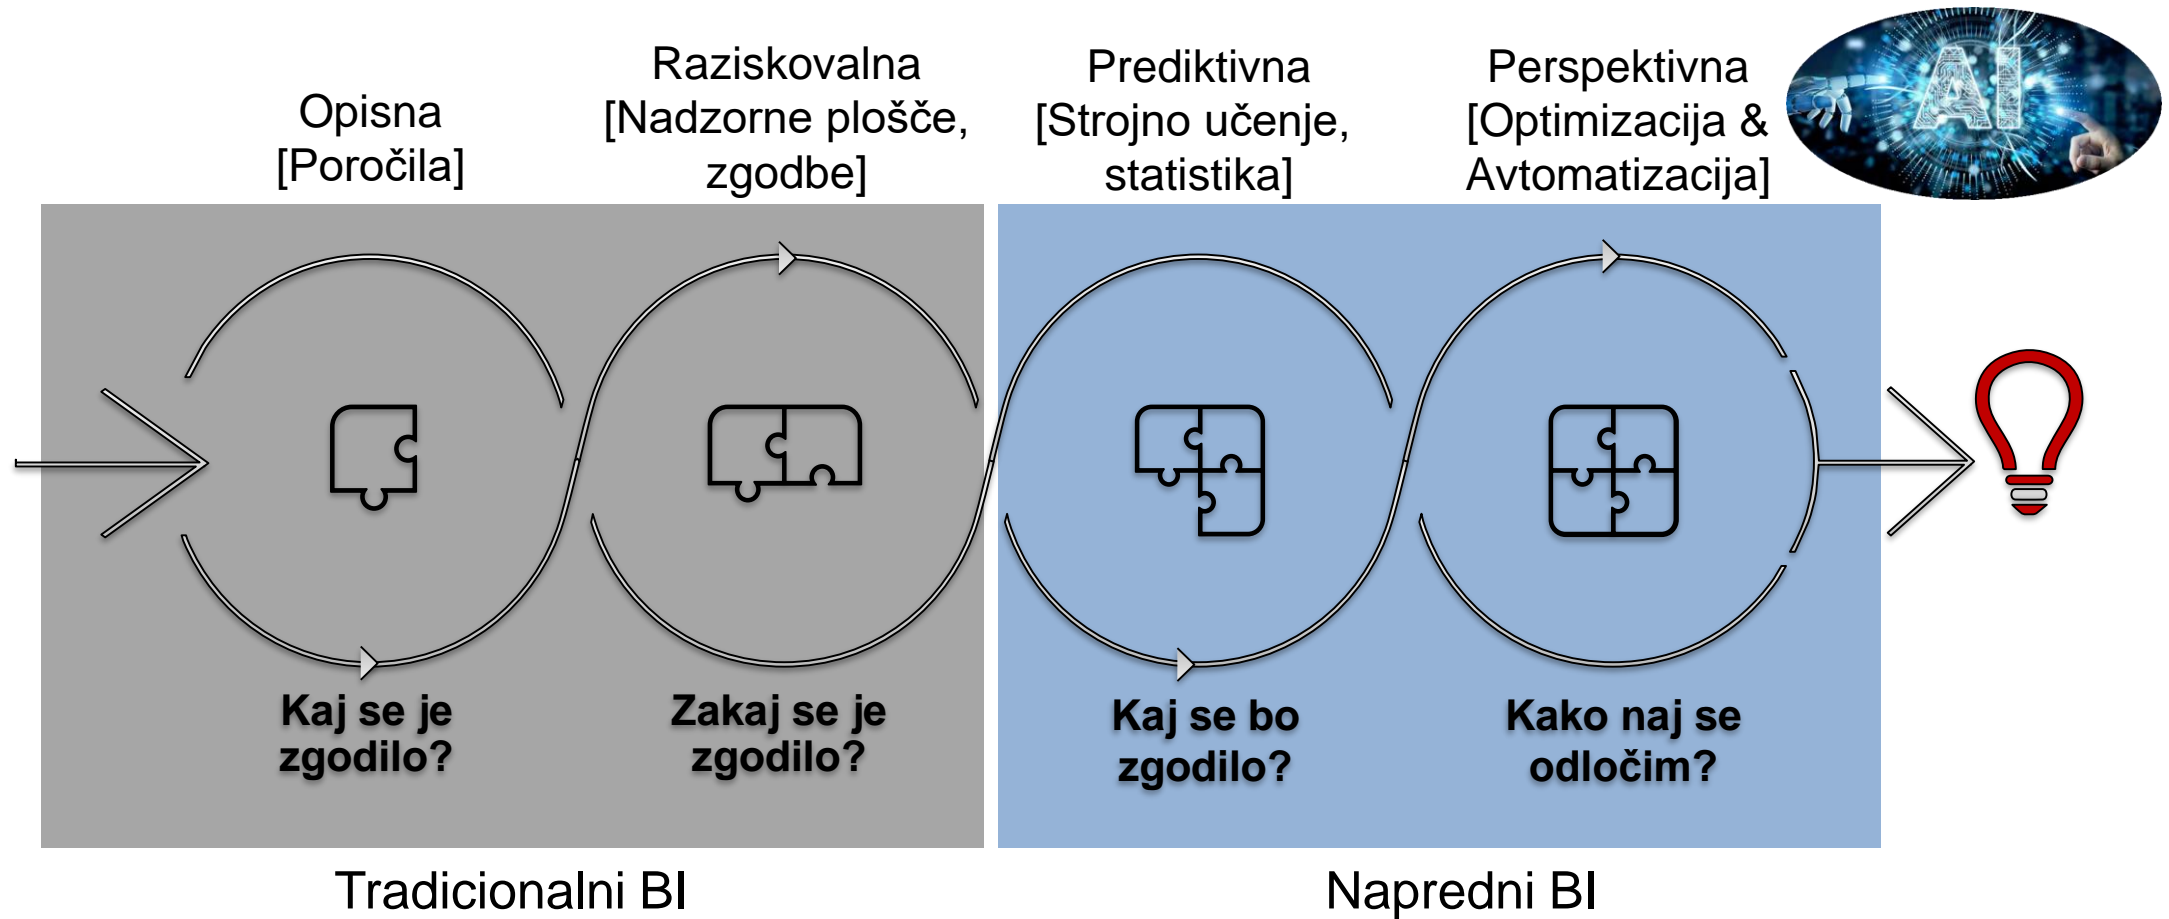 Opisna
[Poročila]
Raziskovalna
[Nadzorne plošče,
zgodbe]
Prediktivna
[Strojno učenje,
statistika]
Perspektivna
[Optimizacija &
Avtomatizacija]
AI
Kaj se je
zgodilo?
Zakaj se je
zgodilo?
Kaj se bo
zgodilo?
Kako naj se
odločim?
Tradicionalni BI
Napredni BI